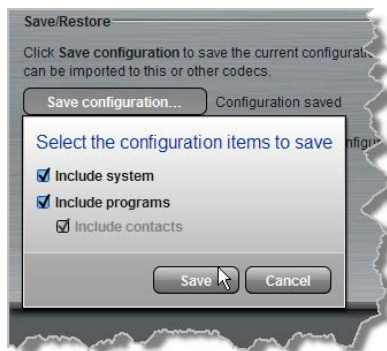 Save/Restore
Click Save configuration to save the current
can be imported to this or other codecs.
Save configuration... Configuration saved
Select the configuration items to save
Include system
Include programs
Include contacts
Save Cancel